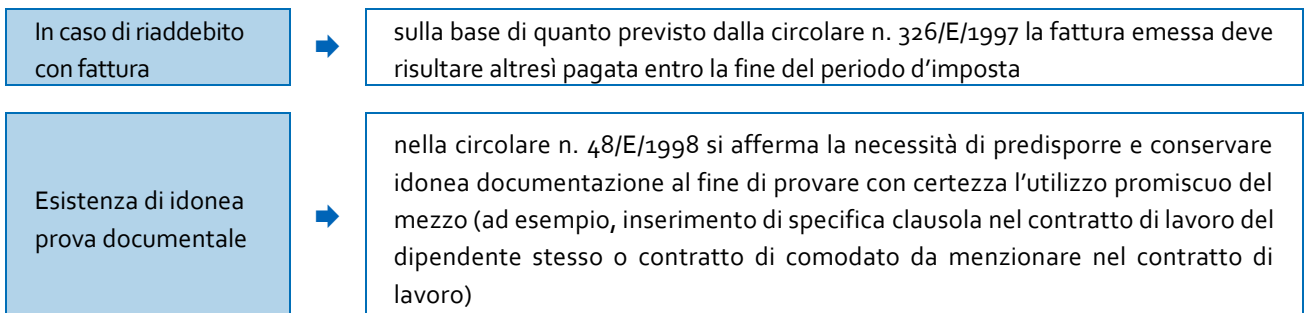 In caso di riaddebito
con fattura
sulla base di quanto previsto dalla circolare n. 326/E/1997 la fattura emessa deve
risultare altresì pagata entro la fine del periodo d'imposta
Esistenza di idonea
prova documentale
nella circolare n. 48/E/1998 si afferma la necessità di predisporre e conservare
idonea documentazione al fine di provare con certezza l'utilizzo promiscuo del
mezzo (ad esempio, inserimento di specifica clausola nel contratto di lavoro del
dipendente stesso o contratto di comodato da menzionare nel contratto di
lavoro)